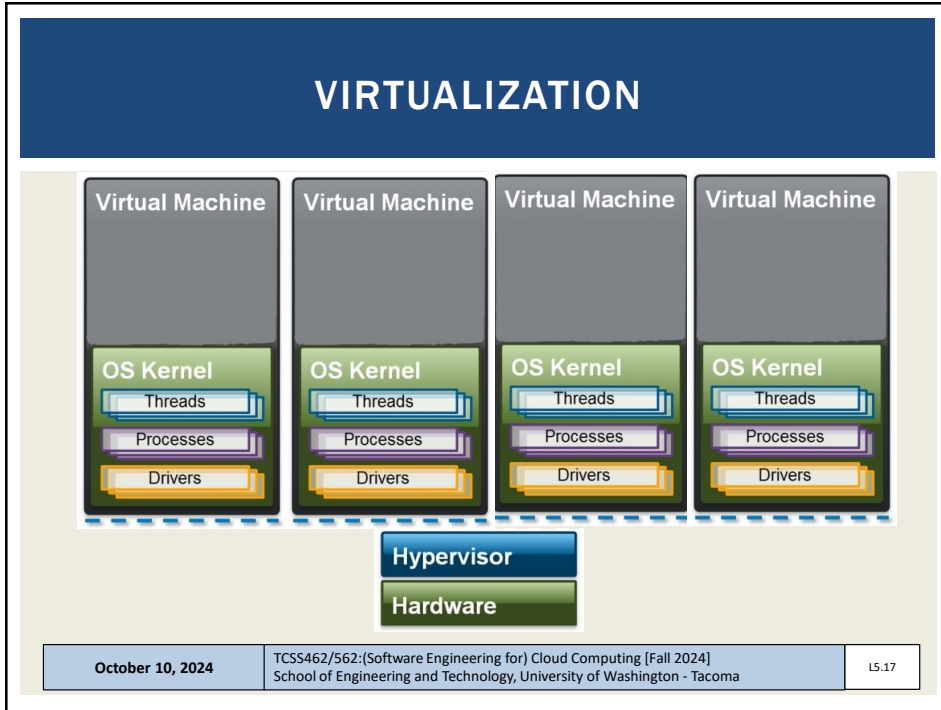 VIRTUALIZATION
Virtual Machine
OS Kernel
Threads
Processes
Drivers
Virtual Machine
OS Kernel
Threads
Processes
Drivers
Virtual Machine
OS Kernel
Threads
Processes
Drivers
Virtual Machine
OS Kernel
Threads
Processes
Drivers
Hypervisor
Hardware
October 10, 2024
TCSS462/562:(Software Engineering for) Cloud Computing [Fall 2024]
School of Engineering and Technology, University of Washington - Tacoma
L5.17